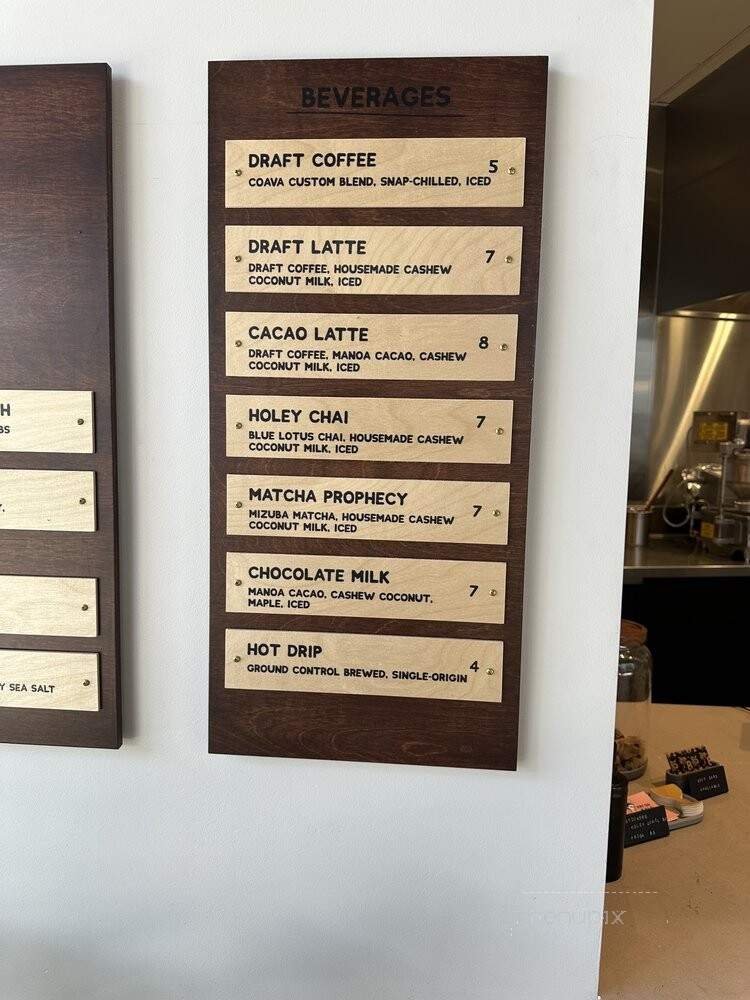 BEVERAGES
DRAFT COFFEE 5
COAVA CUSTOM BLEND, SNAP-CHILLED, ICED
DRAFT LATTE 7
DRAFT COFFEE, HOUSEMADE CASHEW
COCONUT MILK, ICED
CACAO LATTE 8
DRAFT COFFEE, MANOA CACAO, CASHEW
COCONUT MILK, ICED
HOLEY CHAI 7
BLUE LOTUS CHAI, HOUSEMADE CASHEW
COCONUT MILK, ICED
MATCHA PROPHECY 7
MIZUBA MATCHA, HOUSEMADE CASHEW
COCONUT MILK, ICED
CHOCOLATE MILK 7
MANOA CACAO, CASHEW COCONUT,
MAPLE, ICED
HOT DRIP 4
GROUND CONTROL BREWED, SINGLE-ORIGIN
H
BS
Y SEA SALT